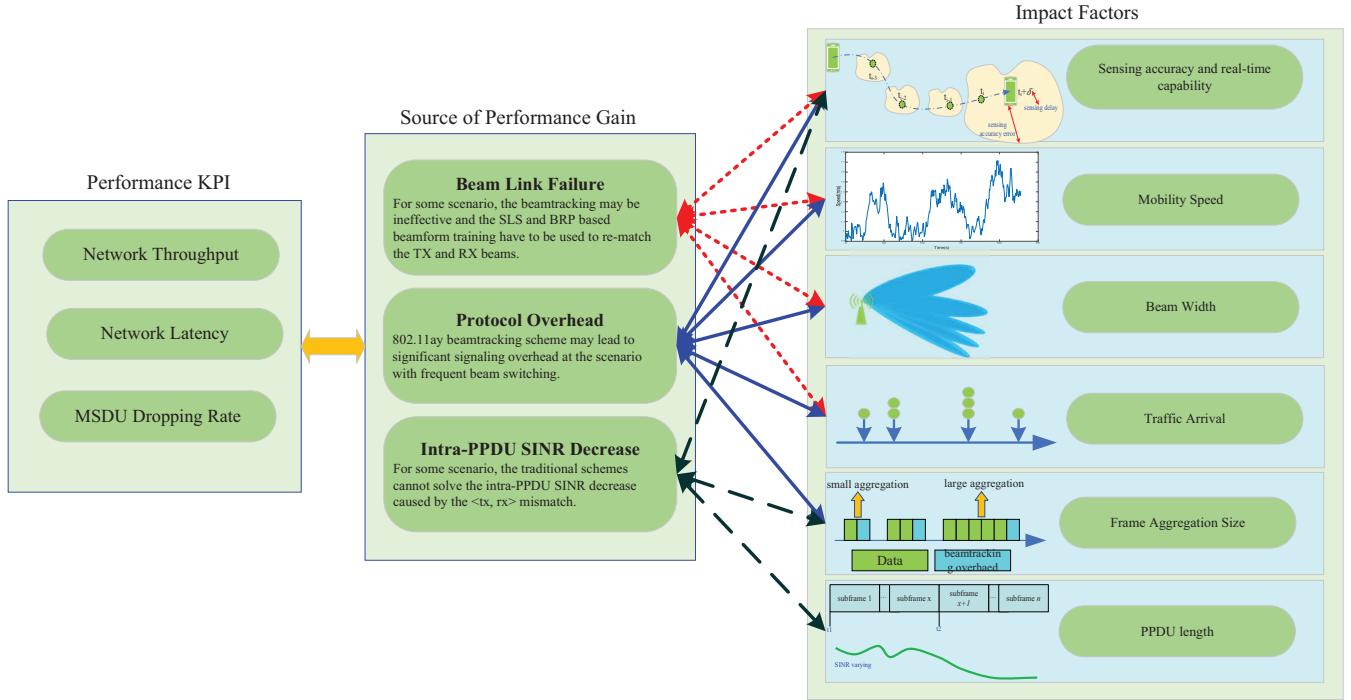 Impact Factors
Source of Performance Gain
Performance KPI
Network Throughput
Network Latency
MSDU Dropping Rate
Beam Link Failure
For some scenario, the beamtracking may be
ineffective and the SLS and BRP based
beamform training have to be used to re-match
the TX and RX beams.
Protocol Overhead
802.11ay beamtracking scheme may lead to
significant signaling overhead at the scenario
with frequent beam switching.
Intra-PPDU SINR Decrease
For some scenario, the traditional schemes
cannot solve the intra-PPDU SINR decrease
caused by the <tx, rx> mismatch.
sensing delay
sensing
accuracy error
Sensing accuracy and real-time
capability
Time(s)
Mobility Speed
Beam Width
Traffic Arrival
small aggregation
large aggregation
Data
beamtrackin
g overhaed
Frame Aggregation Size
subframe 1
...
subframe x
subframe
x+1
...
subframe n
t1
t2
SINR varying
PPDU length